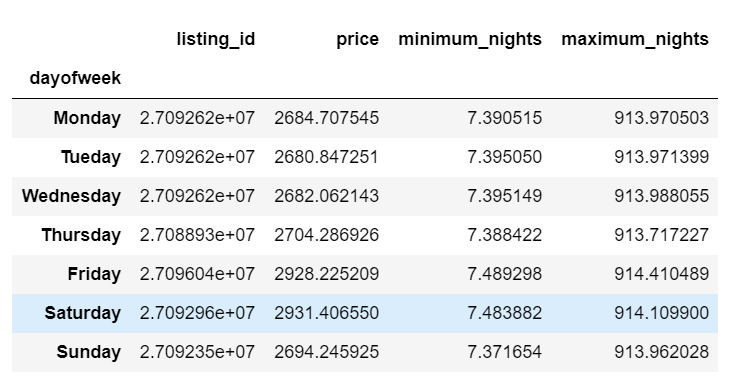 listing_id price minimum_nights maximum_nights
dayofweek
Monday 2.709262e+07 2684.707545 7.390515 913.970503
Tueday 2.709262e+07 2680.847251 7.395050 913.971399
Wednesday 2.709262e+07 2682.062143 7.395149 913.988055
Thursday 2.708893e+07 2704.286926 7.388422 913.717227
Friday 2.709604e+07 2928.225209 7.489298 914.410489
Saturday 2.709296e+07 2931.406550 7.483882 914.109900
Sunday 2.709235e+07 2694.245925 7.371654 913.962028